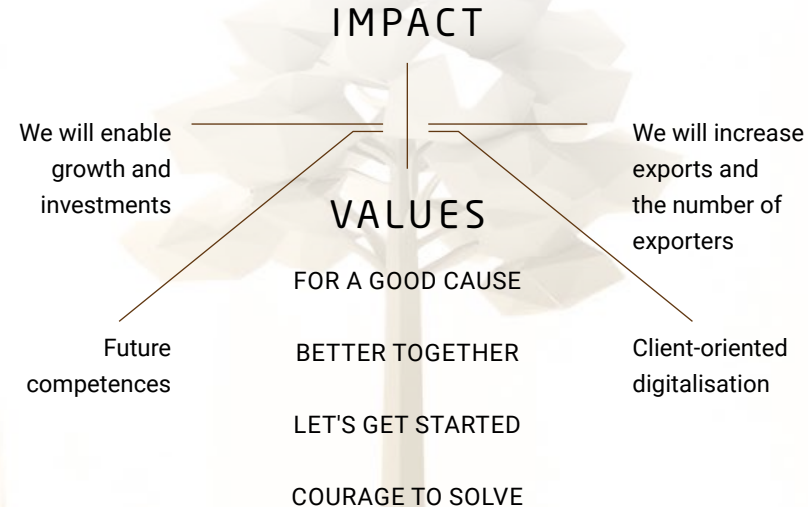 IMPACT
We will enable
growth and
investments
We will increase
exports and
the number of
exporters
VALUES
FOR A GOOD CAUSE
BETTER TOGETHER
LET'S GET STARTED
COURAGE TO SOLVE
Future
competences
Client-oriented
digitalisation